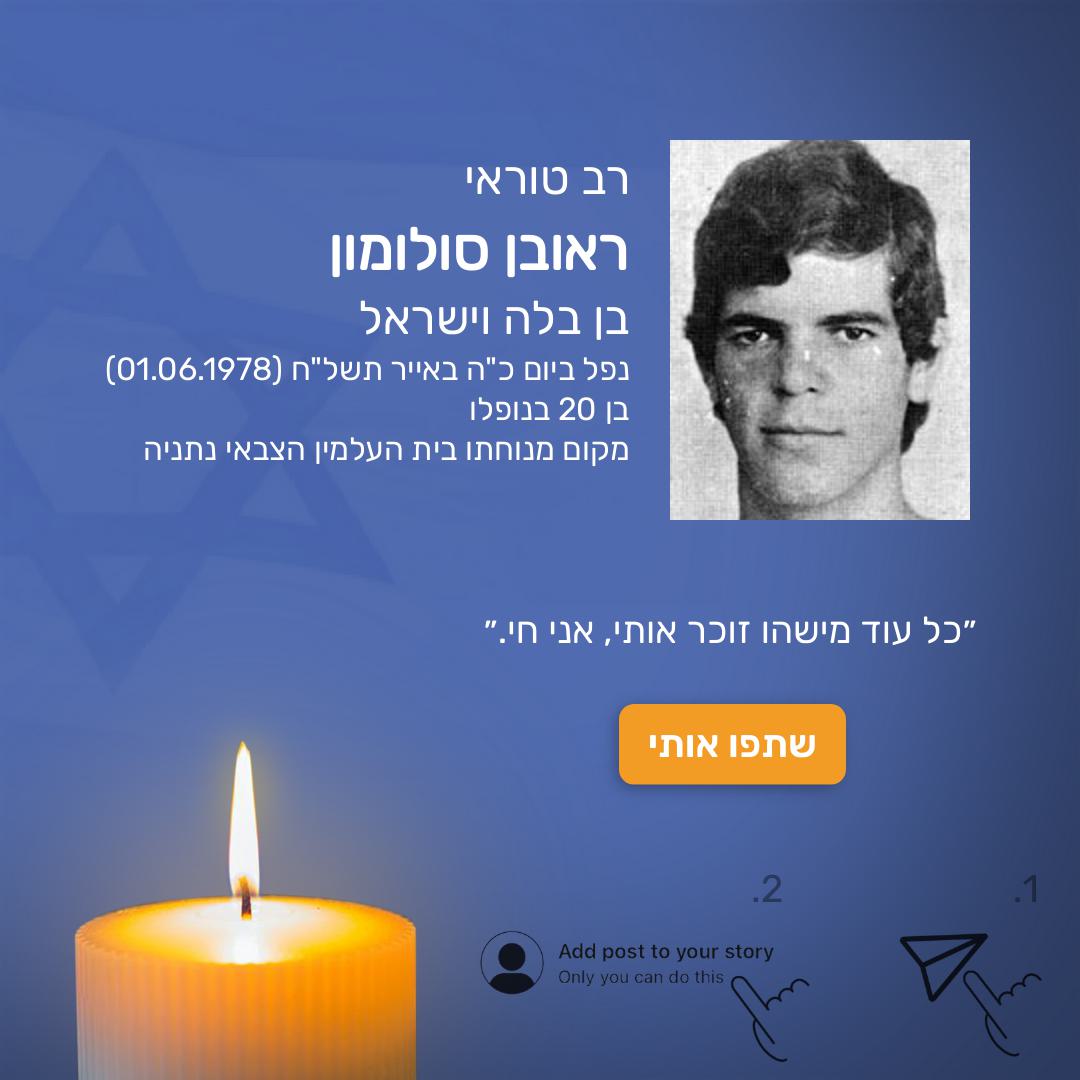 רב טוראי
ראובן סולומון
בן בלה וישראל
נפל ביום כ"ה באייר תשל"ח (01.06.1978)
בן 20 בנופלו
מקום מנוחתו בית העלמין הצבאי נתניה
״כל עוד מישהו זוכר אותי, אני חי.״
שתפו אותי
.1
.2
Add post to your story
Only you can do this